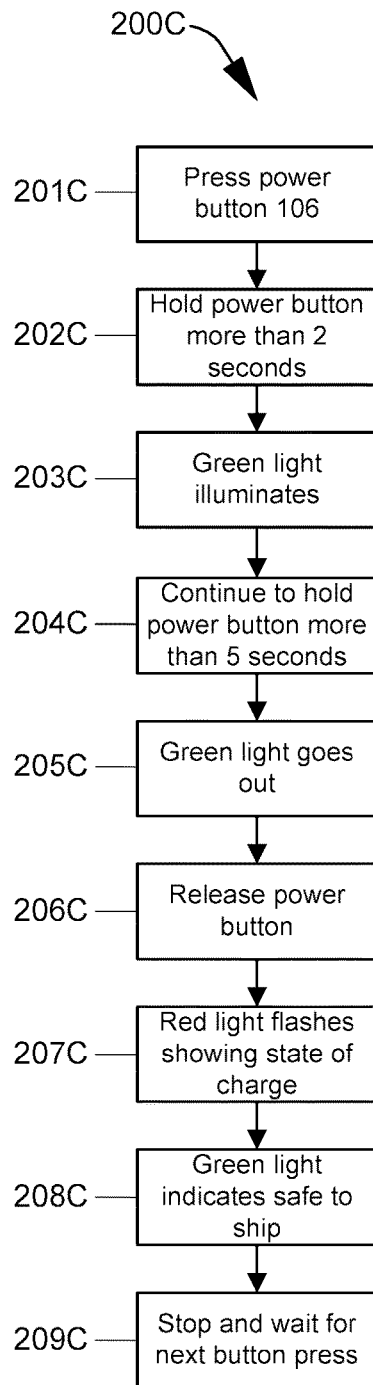 200C
201C
Press power
button 106
202C
Hold power button
more than 2
seconds
203C
Green light
illuminates
204C
Continue to hold
power button more
than 5 seconds
205C
Green light goes
out
206C
Release power
button
207C
Red light flashes
showing state of
charge
208C
Green light
indicates safe to
ship
209C
Stop and wait for
next button press